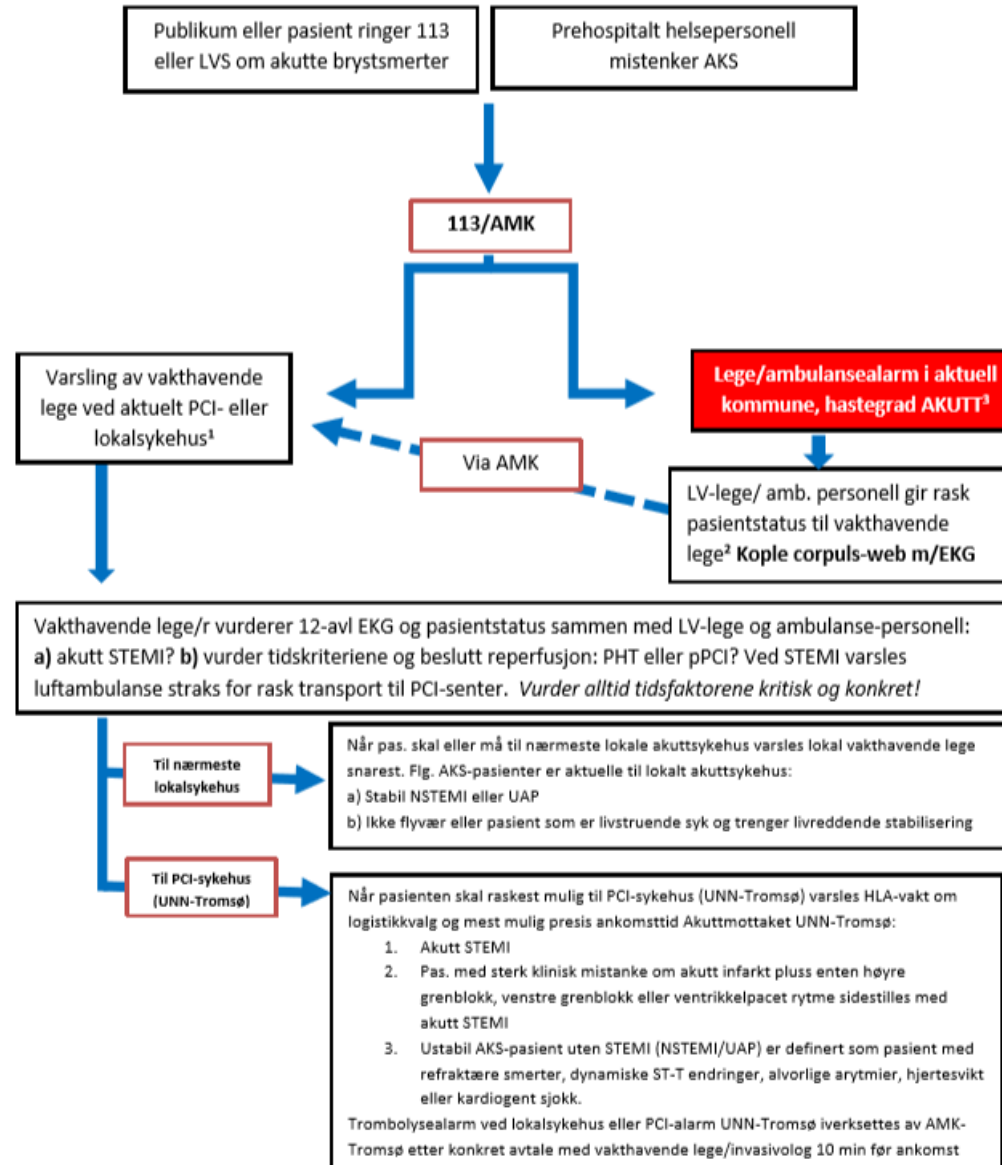 Publikum eller pasient ringer 113
eller LVS om akutte brystsmerter
Prehospitalt helsepersonell
mistenker AKS
113/AMK
Varsling av vakthavende
lege ved aktuelt PCI- eller
lokalsykehus¹
Lege/ambulansealarm i aktuell
kommune, hastegrad AKUTT³
Via AMK
LV-lege/ amb. personell gir rask
pasientstatus til vakthavende
lege² Kople corpuls-web m/EKG
Vakthavende lege/r vurderer 12-avl EKG og pasientstatus sammen med LV-lege og ambulanse-personell:
a) akutt STEMI? b) vurder tidskriteriene og beslutt reperfusjon: PHT eller pPCI? Ved STEMI varsles
luftambulanse straks for rask transport til PCI-senter. Vurder alltid tidsfaktorene kritisk og konkret!
Til nærmeste
lokalsykehus
Når pas. skal eller må til nærmeste lokale akuttsykehus varsles lokal vakthavende lege
snarest. Flg. AKS-pasienter er aktuelle til lokalt akuttsykehus:
a) Stabil NSTEMI eller UAP
b) Ikke flyvær eller pasient som er livstruende syk og trenger livreddende stabilisering
Til PCI-sykehus
(UNN-Tromsø)
Når pasienten skal raskest mulig til PCI-sykehus (UNN-Tromsø) varsles HLA-vakt om
logistikkvalg og mest mulig presis ankomsttid Akuttmottaket UNN-Tromsø:
1. Akutt STEMI
2. Pas. med sterk klinisk mistanke om akutt infarkt pluss enten høyre
grenblokk, venstre grenblokk eller ventrikkelpacet rytme sidestilles med
akutt STEMI
3. Ustabil AKS-pasient uten STEMI (NSTEMI/UAP) er definert som pasient med
refraktære smerter, dynamiske ST-T endringer, alvorlige arytmier, hjertesvikt
eller kardiogent sjokk.
Trombolysealarm ved lokalsykehus eller PCI-alarm UNN-Tromsø iverksettes av AMK-
Tromsø etter konkret avtale med vakthavende lege/invasivolog 10 min før ankomst